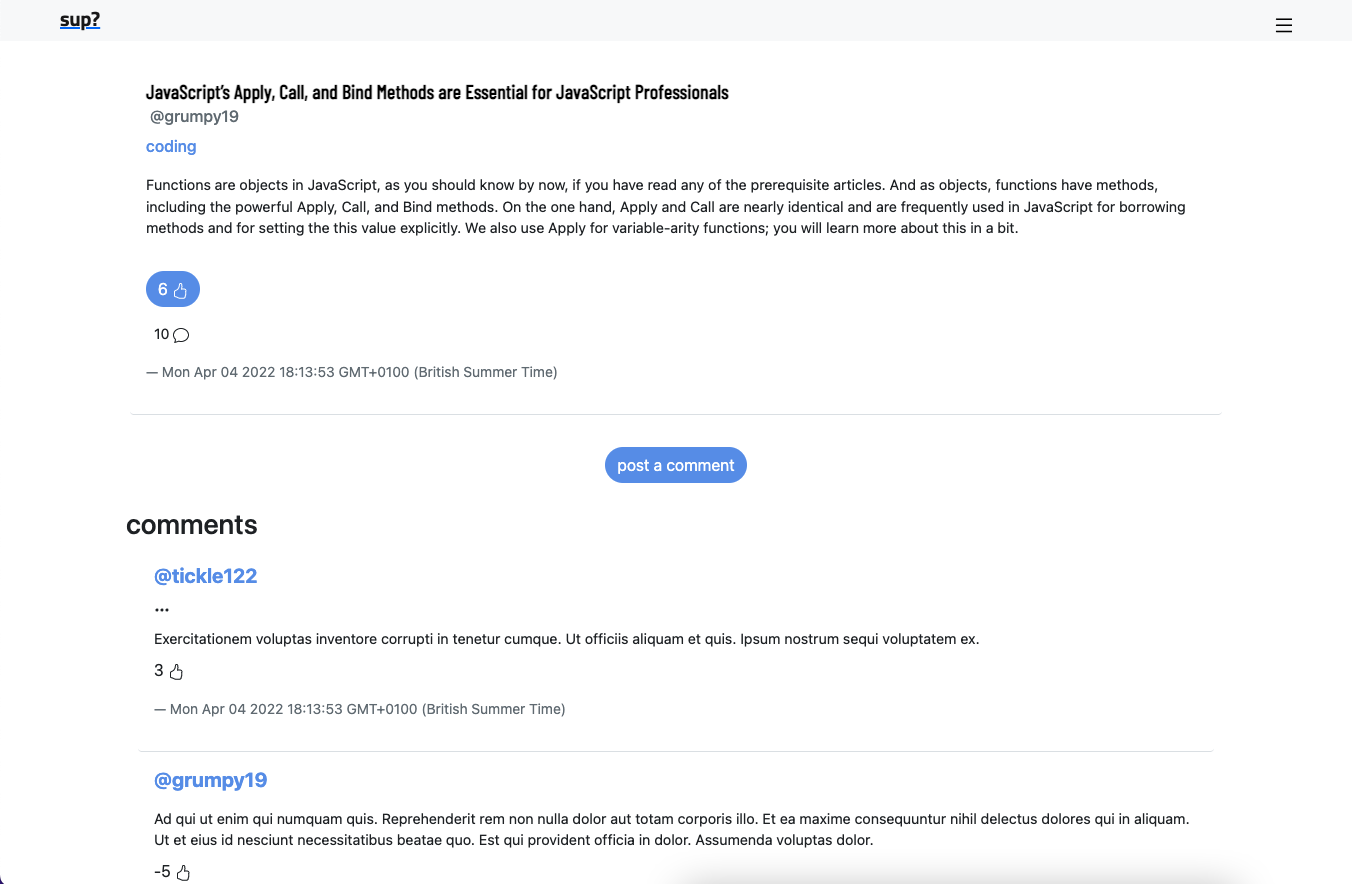 sup?
JavaScript’s Apply, Call, and Bind Methods are Essential for JavaScript Professionals
@grumpy19
coding
Functions are objects in JavaScript, as you should know by now, if you have read any of the prerequisite articles. And as objects, functions have methods,
including the powerful Apply, Call, and Bind methods. On the one hand, Apply and Call are nearly identical and are frequently used in JavaScript for borrowing
methods and for setting the this value explicitly. We also use Apply for variable-arity functions; you will learn more about this in a bit.
6
10
— Mon Apr 04 2022 18:13:53 GMT+0100 (British Summer Time)
post a comment
comments
@tickle122
...
Exercitationem voluptas inventore corrupti in tenetur cumque. Ut officiis aliquam et quis. Ipsum nostrum sequi voluptatem ex.
3
— Mon Apr 04 2022 18:13:53 GMT+0100 (British Summer Time)
@grumpy19
Ad qui ut enim qui numquam quis. Reprehenderit rem non nulla dolor aut totam corporis illo. Et ea maxime consequuntur nihil delectus dolores qui in aliquam.
Ut et eius id nesciunt necessitatibus beatae quo. Est qui provident officia in dolor. Assumenda voluptas dolor.
-5